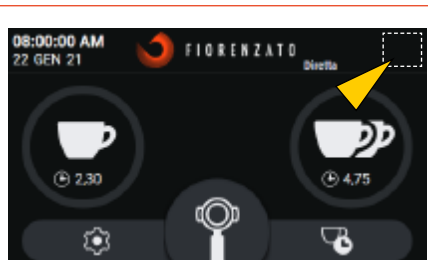 08:00:00 AM
22 GEN 21
FIORENZATO
Diretta
2,30
4,75